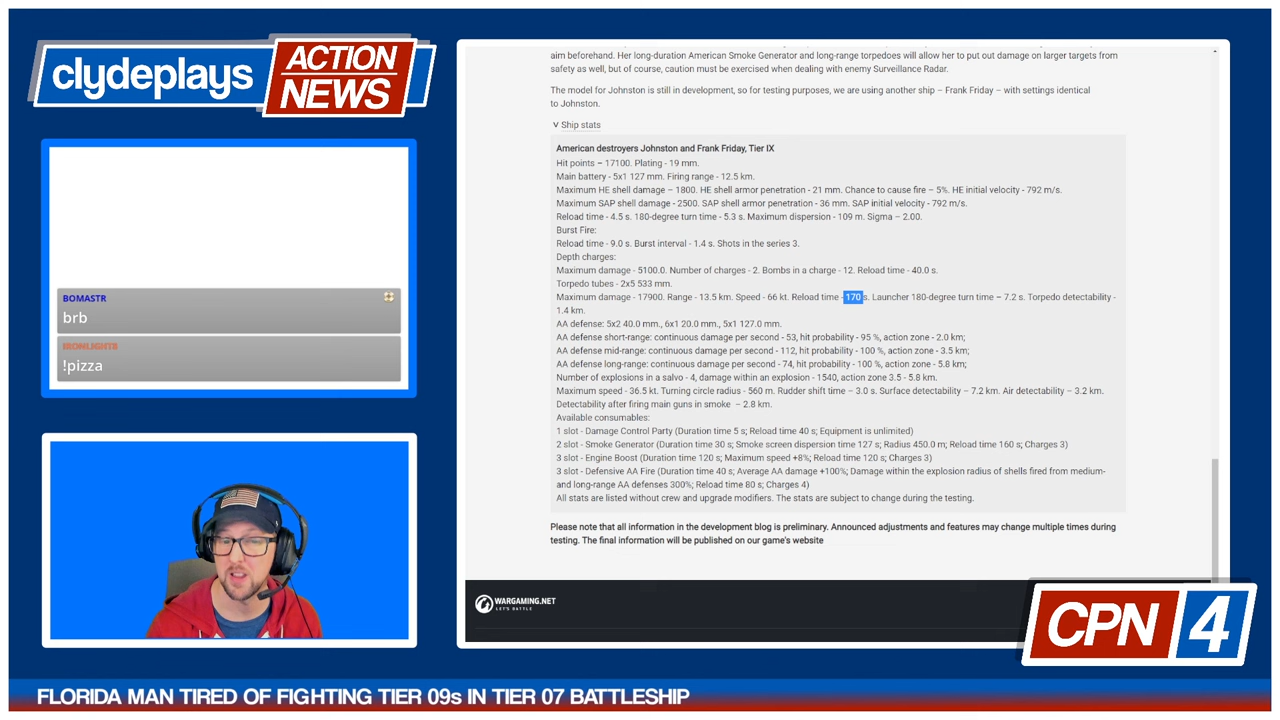 clydeplays
ACTION
NEWS
BOMASTR
brb
IRONLIGHTS
!pizza
aim beforehand. Her long-duration American Smoke Generator and long-range torpedoes will allow her to put out damage on larger targets from
safety as well, but of course, caution must be exercised when dealing with enemy Surveillance Radar.
The model for Johnston is still in development, so for testing purposes, we are using another ship – Frank Friday – with settings identical
to Johnston.
Ship stats
American destroyers Johnston and Frank Friday, Tier IX
Hit points – 17100. Plating - 19 mm.
Main battery - 5x1 127 mm. Firing range - 12.5 km.
Maximum HE shell damage – 1800. HE shell armor penetration - 21 mm. Chance to cause fire – 5%. HE initial velocity - 792 m/s.
Maximum SAP shell damage - 2500. SAP shell armor penetration - 36 mm. SAP initial velocity - 792 m/s.
Reload time - 4.5 s. 180-degree turn time - 5.3 s. Maximum dispersion - 109 m. Sigma – 2.00.
Burst Fire:
Reload time - 9.0 s. Burst interval - 1.4 s. Shots in the series 3.
Depth charges:
Maximum damage - 5100.0. Number of charges - 2. Bombs in a charge - 12. Reload time - 40.0 s.
Torpedo tubes - 2x5 533 mm.
Maximum damage - 17900. Range - 13.5 km. Speed - 66 kt. Reload time - 170 s. Launcher 180-degree turn time – 7.2 s. Torpedo detectability -
1.4 km.
AA defense: 5x2 40.0 mm., 6x1 20.0 mm., 5x1 127.0 mm.
AA defense short-range: continuous damage per second - 53, hit probability - 95 %, action zone - 2.0 km;
AA defense mid-range: continuous damage per second - 112, hit probability - 100 %, action zone - 3.5 km;
AA defense long-range: continuous damage per second - 74, hit probability - 100 %, action zone - 5.8 km;
Number of explosions in a salvo - 4, damage within an explosion - 1540, action zone 3.5 - 5.8 km.
Maximum speed - 36.5 kt. Turning circle radius - 560 m. Rudder shift time – 3.0 s. Surface detectability – 7.2 km. Air detectability – 3.2 km.
Detectability after firing main guns in smoke – 2.8 km.
Available consumables:
1 slot - Damage Control Party (Duration time 5 s; Reload time 40 s; Equipment is unlimited)
2 slot - Smoke Generator (Duration time 30 s; Smoke screen dispersion time 127 s; Radius 450.0 m; Reload time 160 s; Charges 3)
3 slot - Engine Boost (Duration time 120 s; Maximum speed +8%; Reload time 120 s; Charges 3)
3 slot - Defensive AA Fire (Duration time 40 s; Average AA damage +100%; Damage within the explosion radius of shells fired from medium-
and long-range AA defenses 300%; Reload time 80 s; Charges 4)
All stats are listed without crew and upgrade modifiers. The stats are subject to change during the testing.
Please note that all information in the development blog is preliminary. Announced adjustments and features may change multiple times during
testing. The final information will be published on our game's website
WARGAMING.NET
LET'S BATTLE
CPN 4
FLORIDA MAN TIRED OF FIGHTING TIER 09s IN TIER 07 BATTLESHIP